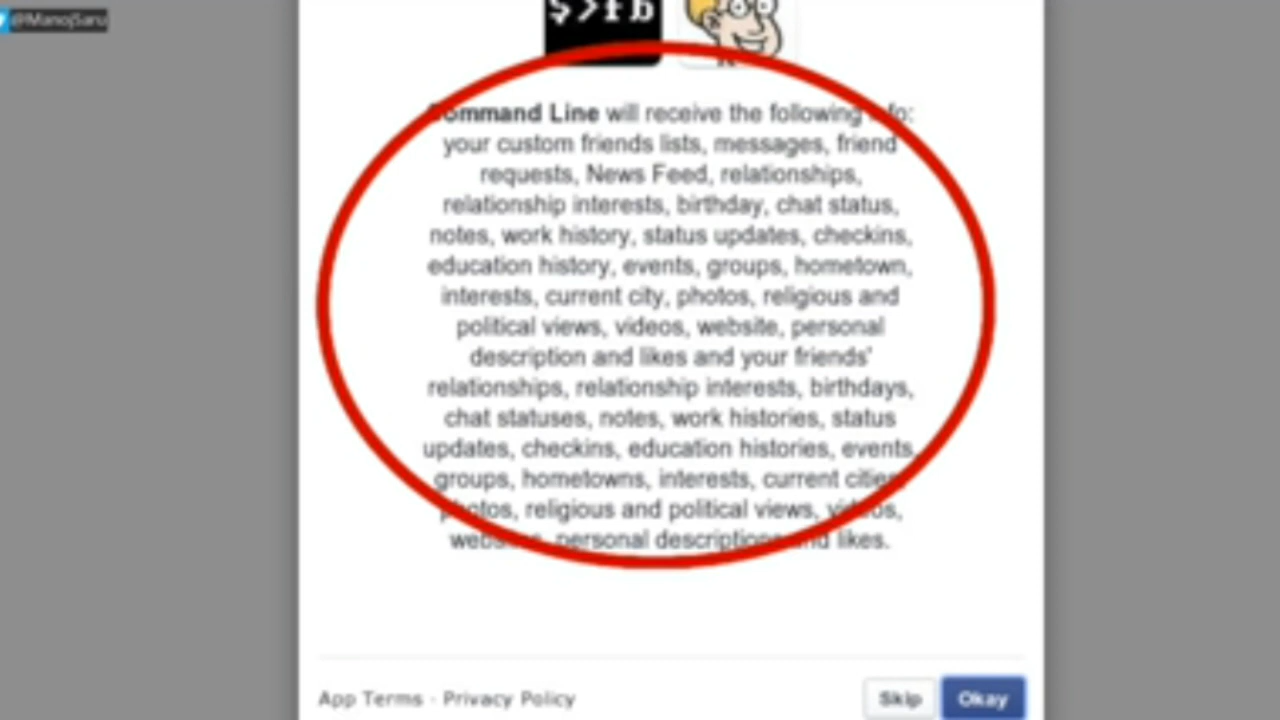 @ManojSaru
$>fb
Command Line will receive the following info:
your custom friends lists, messages, friend
requests, News Feed, relationships,
relationship interests, birthday, chat status,
notes, work history, status updates, checkins,
education history, events, groups, hometown,
interests, current city, photos, religious and
political views, videos, website, personal
description and likes and your friends'
relationships, relationship interests, birthdays,
chat statuses, notes, work histories, status
updates, checkins, education histories, events,
groups, hometowns, interests, current cities,
photos, religious and political views, videos,
websites, personal descriptions and likes.
App Terms · Privacy Policy
Skip
Okay